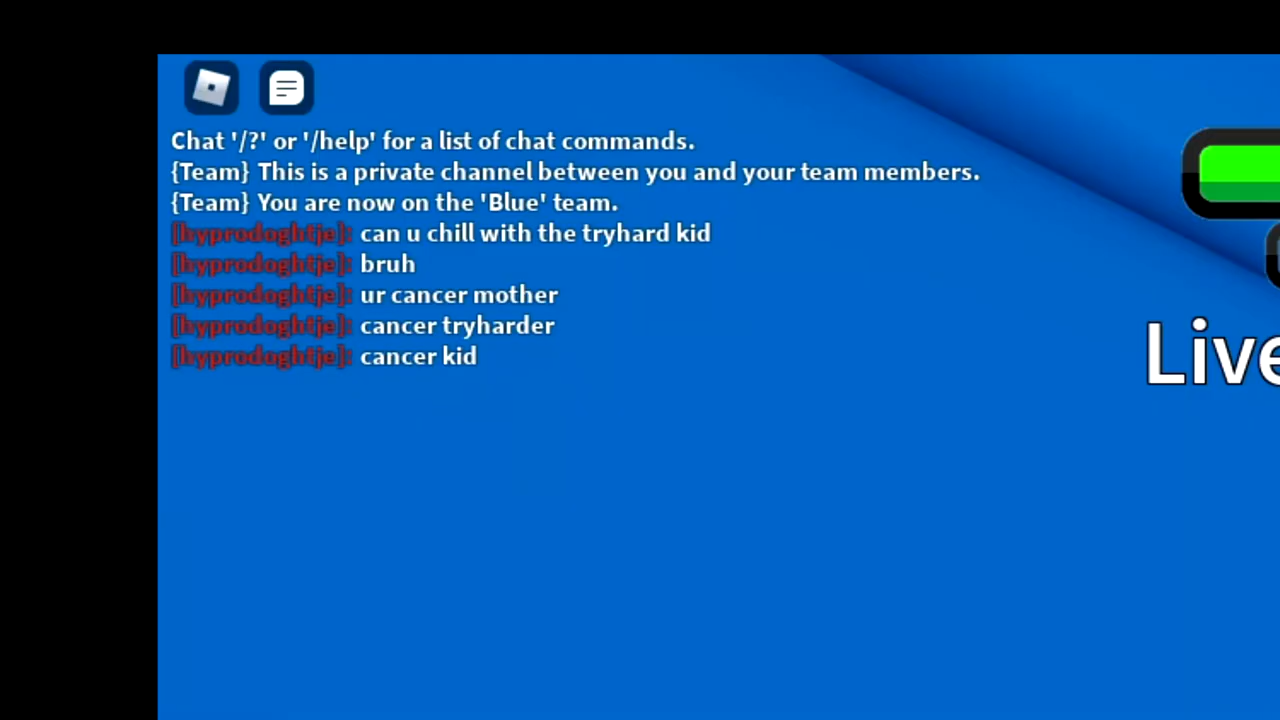 Chat '/?' or '/help' for a list of chat commands.
{Team} This is a private channel between you and your team members.
{Team} You are now on the 'Blue' team.
[hyprodoghtje]: can u chill with the tryhard kid
[hyprodoghtje]: bruh
[hyprodoghtje]: ur cancer mother
[hyprodoghtje]: cancer tryharder
[hyprodoghtje]: cancer kid
Live